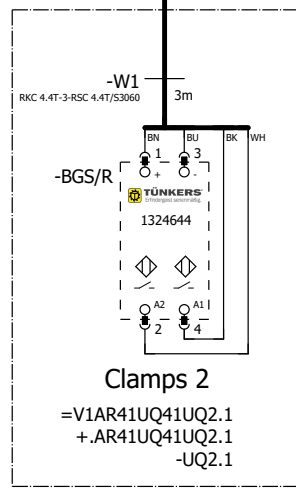 -W1
RKC 4.4T-3-RSC 4.4T/S3060
3m
BN BU BK WH
1 3
-BGS/R
+ -
TÜNKERS
Erfindergeist serienmäßig.
1324644
A2 A1
2 4
Clamps 2
=V1AR41UQ41UQ2.1
+.AR41UQ41UQ2.1
-UQ2.1